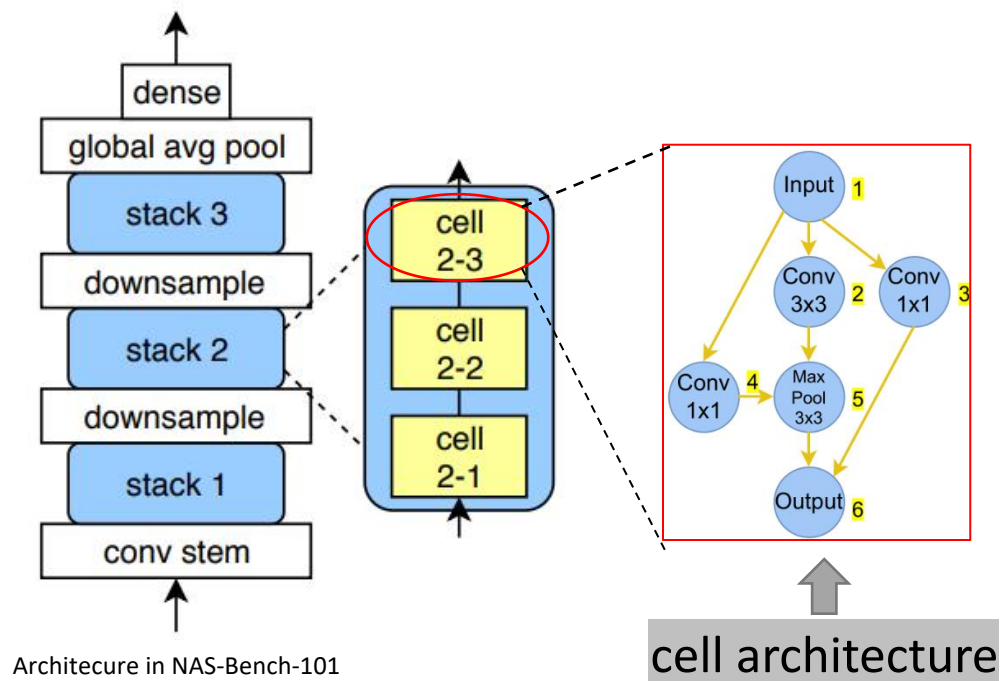 dense
global avg pool
stack 3
downsample
stack 2
downsample
stack 1
conv stem
Architecure in NAS-Bench-101
cell
2-3
cell
2-2
cell
2-1
Input
1
Conv
3x3
2
Conv
1x1
3
Conv
1x1
4
Max
Pool
3x3
5
Output
6
cell architecture